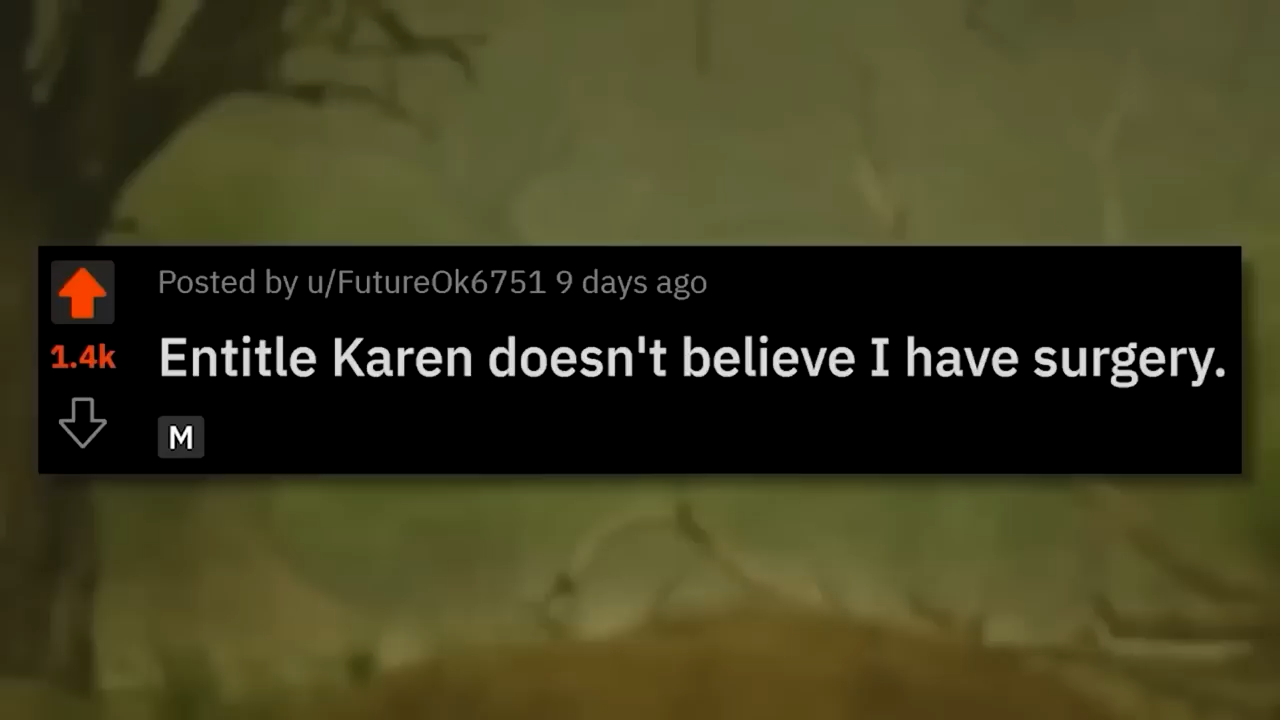 Posted by u/FutureOk6751 9 days ago
1.4k
Entitle Karen doesn't believe I have surgery.
M